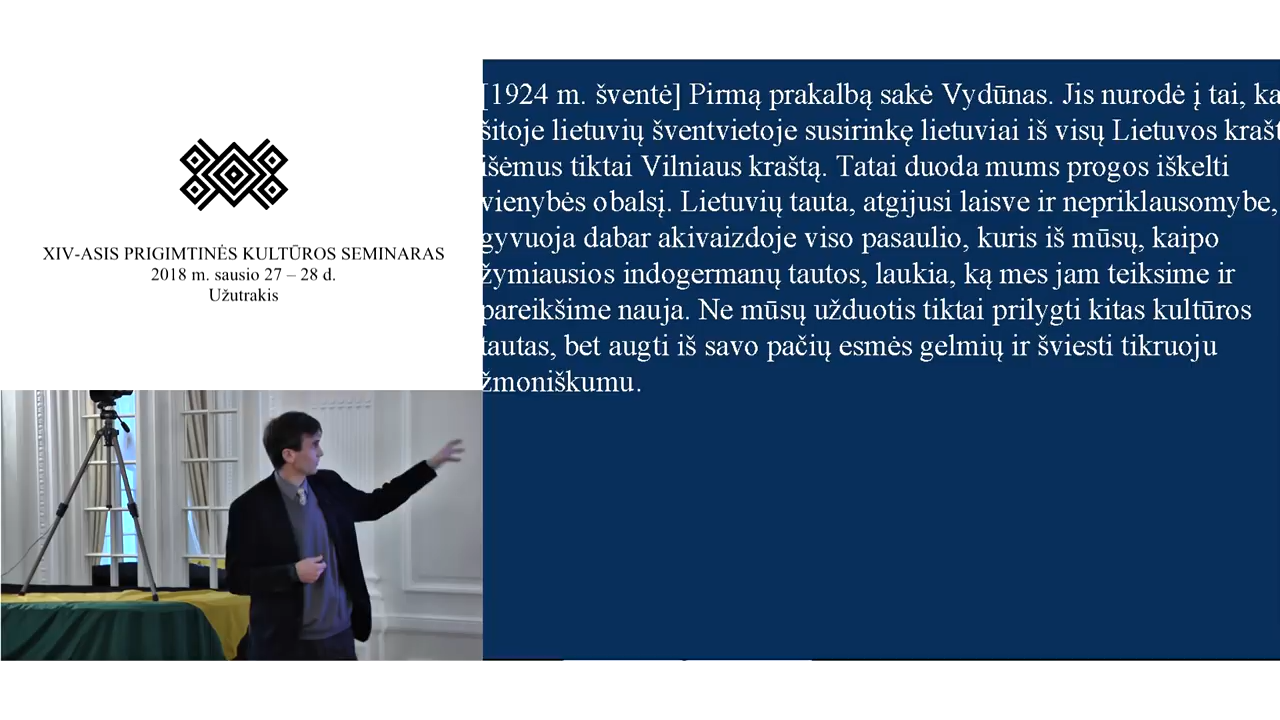 XIV-ASIS PRIGIMTINĖS KULTŪROS SEMINARAS
2018 m. sausio 27 – 28 d.
Užutrakis
[1924 m. šventė] Pirmą prakalbą sakė Vydūnas. Jis nurodė į tai, ka
šitoje lietuvių šventvietoje susirinkę lietuviai iš visų Lietuvos krašt
išėmus tiktai Vilniaus kraštą. Tatai duoda mums progos iškelti
vienybės obalsį. Lietuvių tauta, atgijusi laisve ir nepriklausomybe,
gyvuoja dabar akivaizdoje viso pasaulio, kuris iš mūsų, kaipo
žymiausios indogermanų tautos, laukia, ką mes jam teiksime ir
pareikšime nauja. Ne mūsų užduotis tiktai prilygti kitas kultūros
tautas, bet augti iš savo pačių esmės gelmių ir šviesti tikruoju
žmoniškumu.